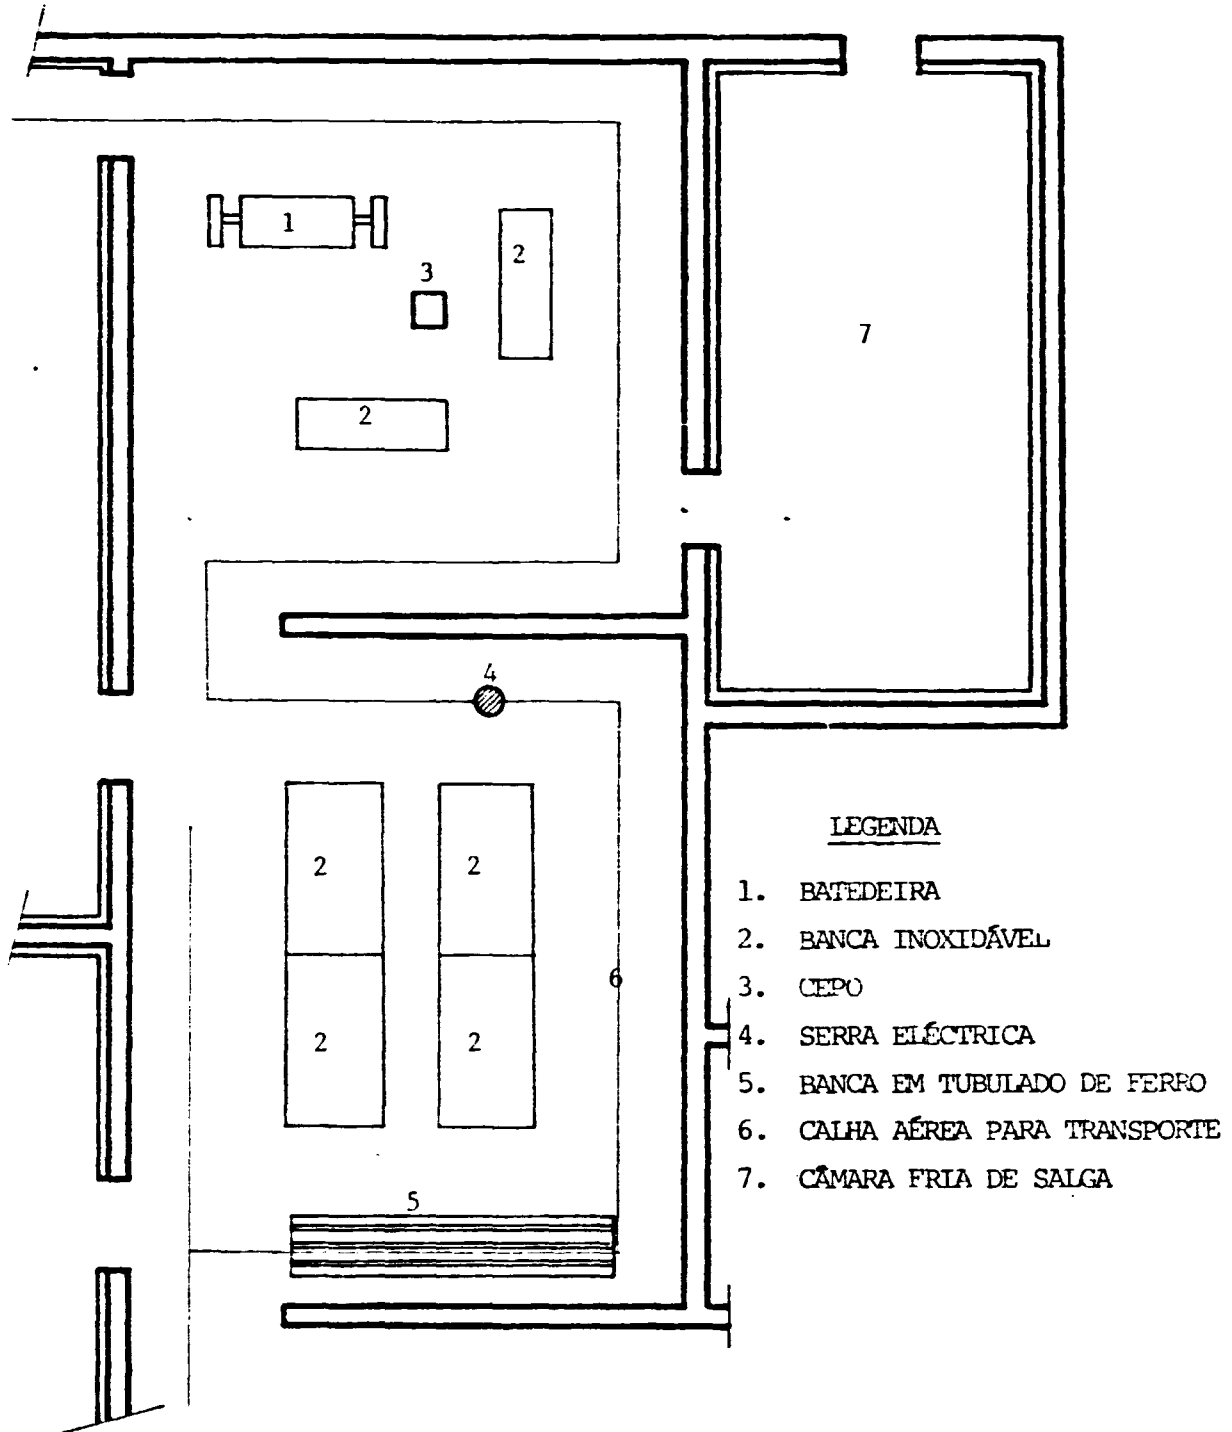 1
2
3
2
7
4
2
2
6
2
2
5
LEGENDA
1. BATEDEIRA
2. BANCA INOXIDÁVEL
3. CEPO
4. SERRA ELÉCTRICA
5. BANCA EM TUBULADO DE FERRO
6. CALHA AÉREA PARA TRANSPORTE
7. CÂMARA FRIA DE SALGA